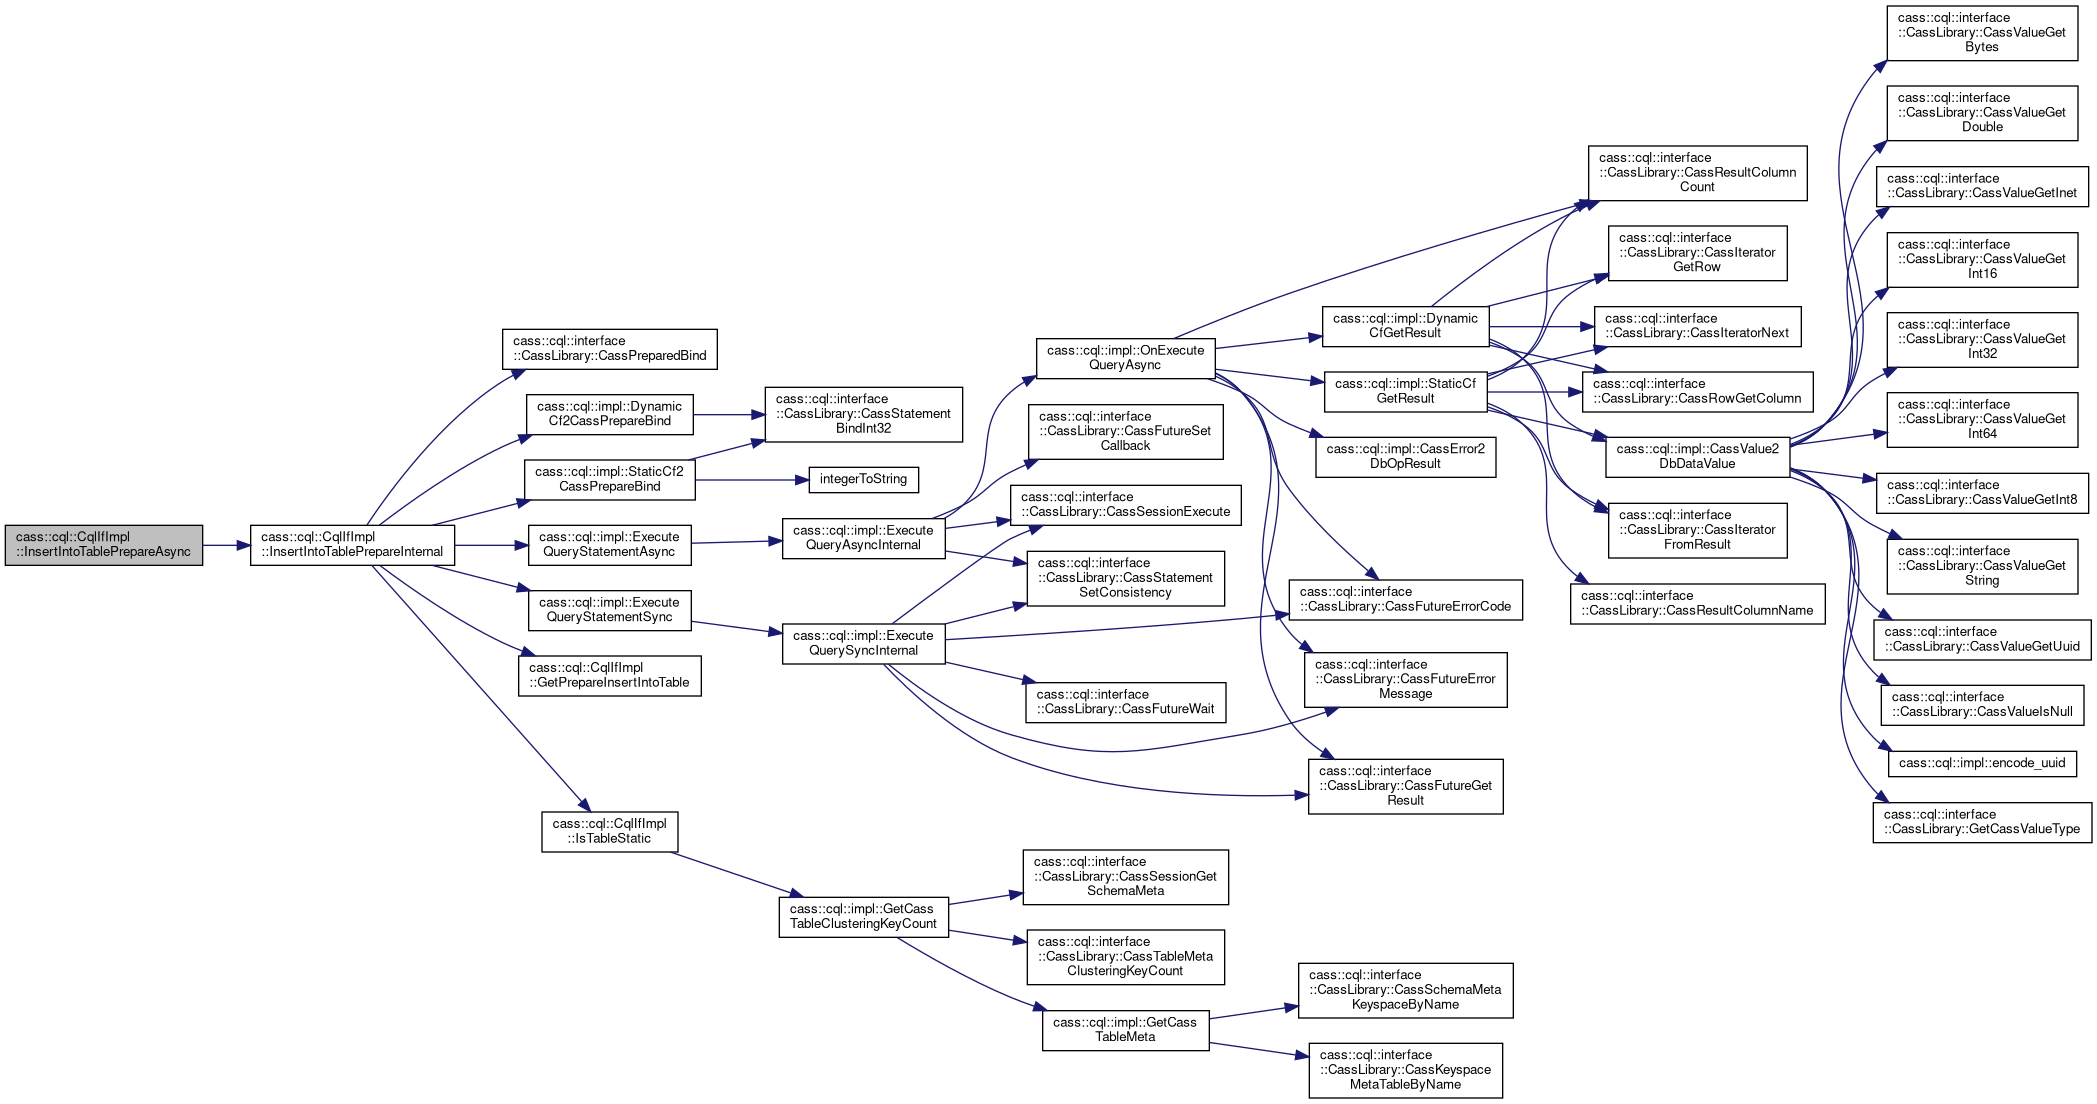 cass::cql::CqlIfImpl
::InsertIntoTablePrepareAsync
cass::cql::CqlIfImpl
::InsertIntoTablePrepareInternal
cass::cql::interface
::CassLibrary::CassPreparedBind
cass::cql::impl::Dynamic
Cf2CassPrepareBind
cass::cql::impl::StaticCf2
CassPrepareBind
cass::cql::impl::Execute
QueryStatementAsync
cass::cql::impl::Execute
QueryStatementSync
cass::cql::CqlIfImpl
::GetPrepareInsertIntoTable
cass::cql::CqlIfImpl
::IsTableStatic
cass::cql::interface
::CassLibrary::CassStatement
BindInt32
integerToString
cass::cql::impl::Execute
QueryAsyncInternal
cass::cql::impl::Execute
QuerySyncInternal
cass::cql::impl::GetCass
TableClusteringKeyCount
cass::cql::impl::OnExecute
QueryAsync
cass::cql::interface
::CassLibrary::CassFutureSet
Callback
cass::cql::interface
::CassLibrary::CassSessionExecute
cass::cql::interface
::CassLibrary::CassStatement
SetConsistency
cass::cql::interface
::CassLibrary::CassFutureWait
cass::cql::interface
::CassLibrary::CassSessionGet
SchemaMeta
cass::cql::interface
::CassLibrary::CassTableMeta
ClusteringKeyCount
cass::cql::impl::GetCass
TableMeta
cass::cql::impl::Dynamic
CfGetResult
cass::cql::impl::StaticCf
GetResult
cass::cql::impl::CassError2
DbOpResult
cass::cql::interface
::CassLibrary::CassFutureErrorCode
cass::cql::interface
::CassLibrary::CassFutureError
Message
cass::cql::interface
::CassLibrary::CassFutureGet
Result
cass::cql::interface
::CassLibrary::CassSchemaMeta
KeyspaceByName
cass::cql::interface
::CassLibrary::CassKeyspace
MetaTableByName
cass::cql::interface
::CassLibrary::CassResultColumn
Count
cass::cql::interface
::CassLibrary::CassIterator
GetRow
cass::cql::interface
::CassLibrary::CassIteratorNext
cass::cql::interface
::CassLibrary::CassRowGetColumn
cass::cql::impl::CassValue2
DbDataValue
cass::cql::interface
::CassLibrary::CassIterator
FromResult
cass::cql::interface
::CassLibrary::CassResultColumnName
cass::cql::interface
::CassLibrary::CassValueGet
Bytes
cass::cql::interface
::CassLibrary::CassValueGet
Double
cass::cql::interface
::CassLibrary::CassValueGetInet
cass::cql::interface
::CassLibrary::CassValueGet
Int16
cass::cql::interface
::CassLibrary::CassValueGet
Int32
cass::cql::interface
::CassLibrary::CassValueGet
Int64
cass::cql::interface
::CassLibrary::CassValueGetInt8
cass::cql::interface
::CassLibrary::CassValueGet
String
cass::cql::interface
::CassLibrary::CassValueGetUuid
cass::cql::interface
::CassLibrary::CassValueIsNull
cass::cql::impl::encode_uuid
cass::cql::interface
::CassLibrary::GetCassValueType